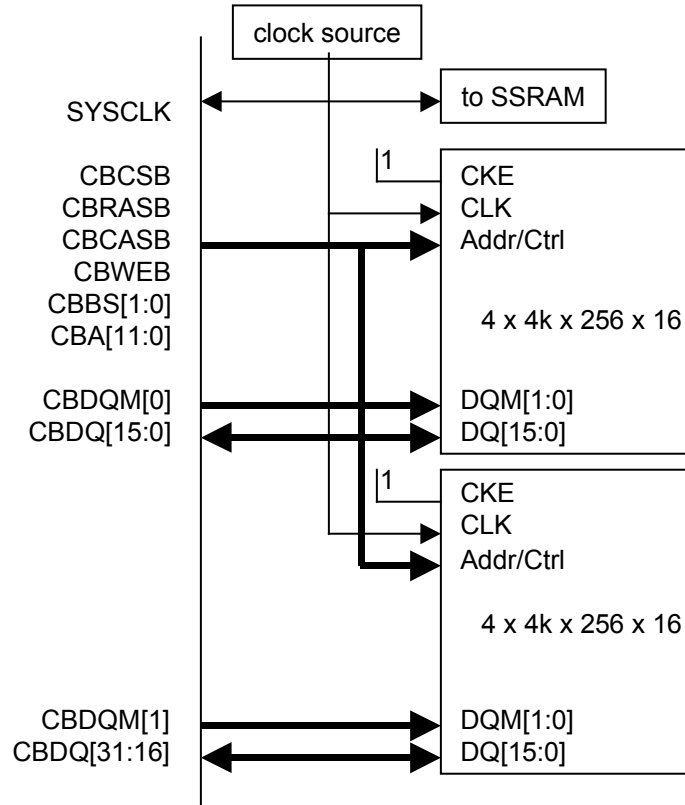 clock source
SYSCLK
to SSRAM
CBCSB
CBRASB
CBCASB
CBWEB
CBBS[1:0]
CBA[11:0]
1
CKE
CLK
Addr/Ctrl
4 x 4k x 256 x 16
CBDQM[0]
CBDQ[15:0]
DQM[1:0]
DQ[15:0]
1
CKE
CLK
Addr/Ctrl
4 x 4k x 256 x 16
CBDQM[1]
CBDQ[31:16]
DQM[1:0]
DQ[15:0]